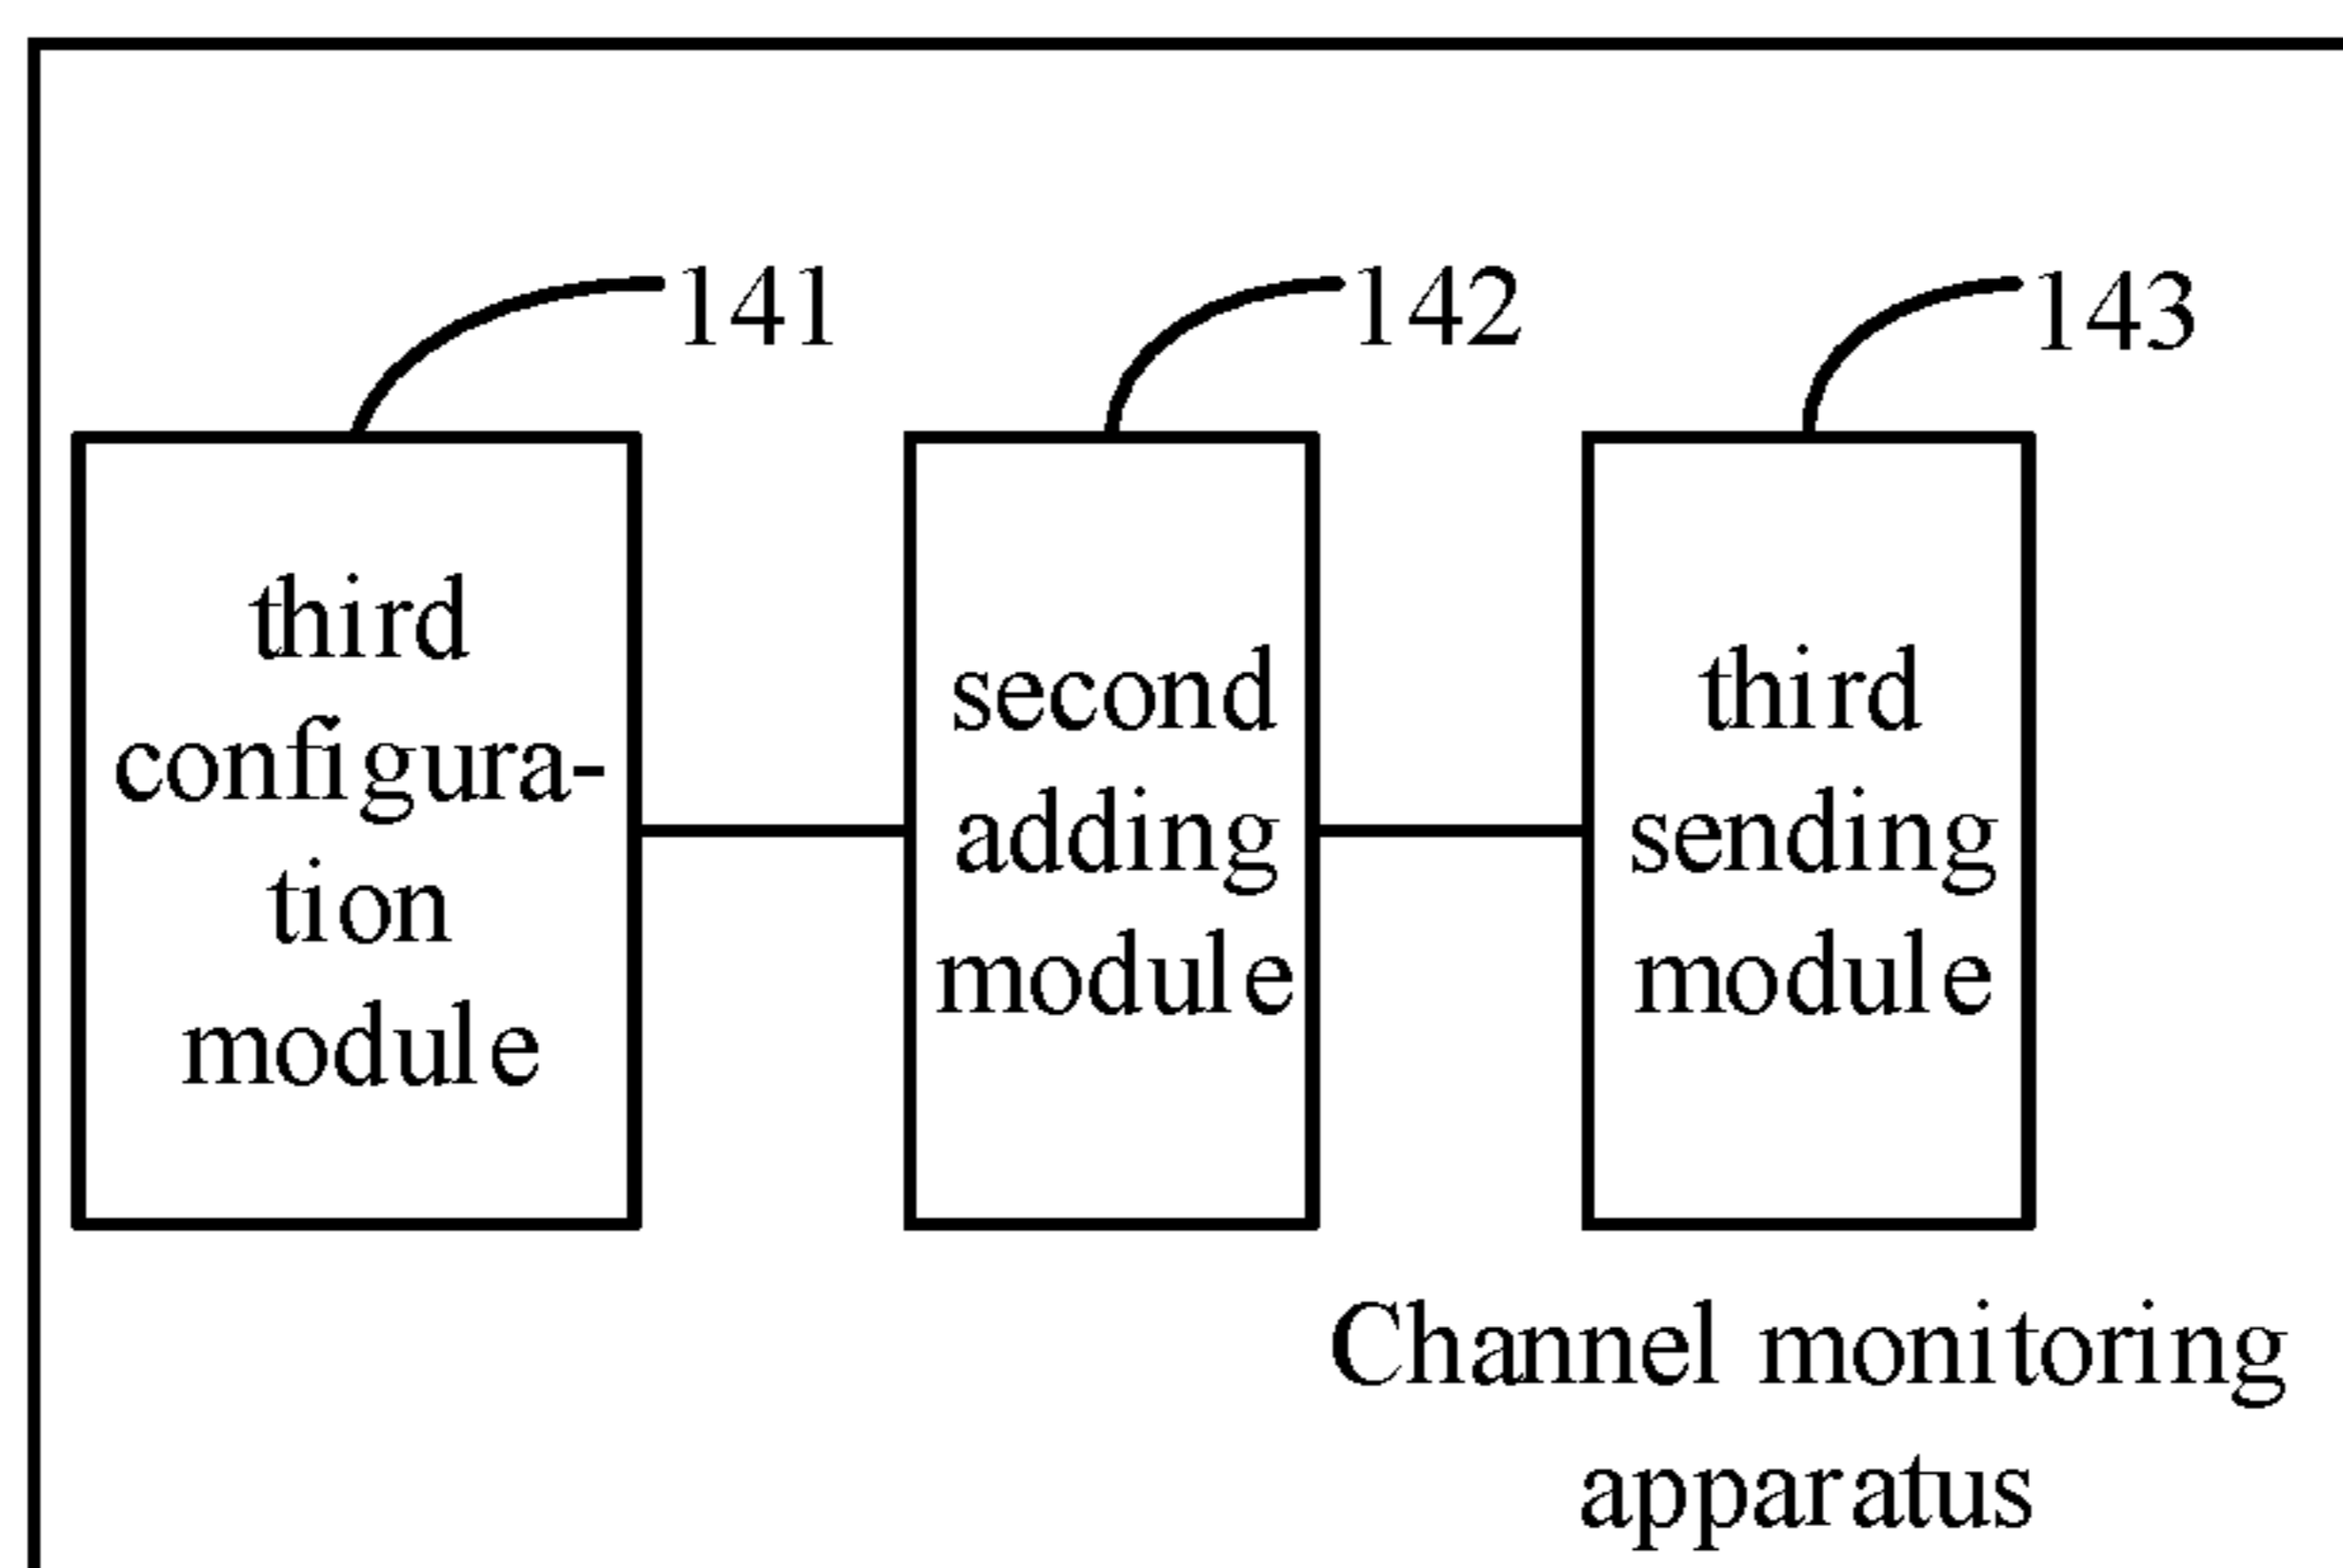 141
142
143
third
configura-
tion
module
second
adding
module
third
sending
module
Channel monitoring
apparatus